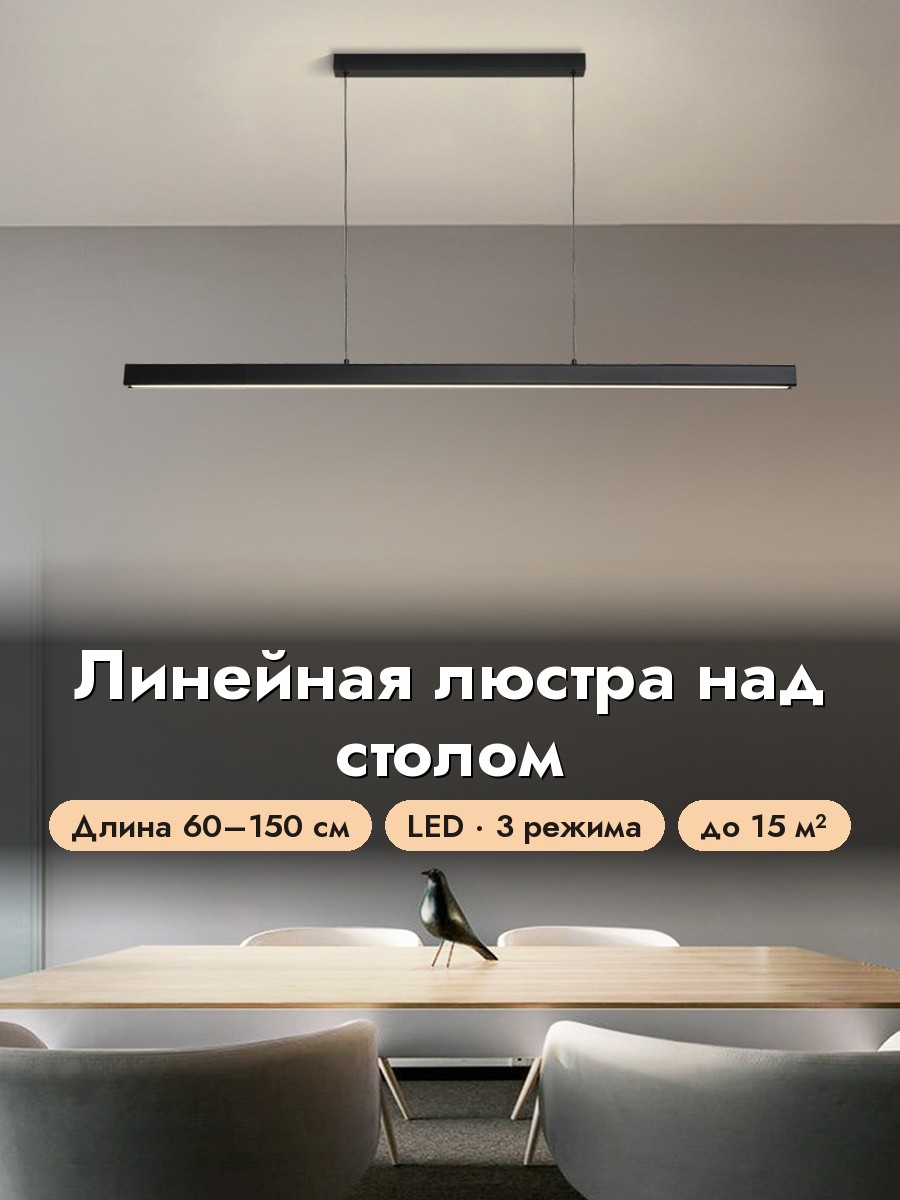 Линейная люстра над
столом
Длина 60–150 см
LED · 3 режима
до 15 м²